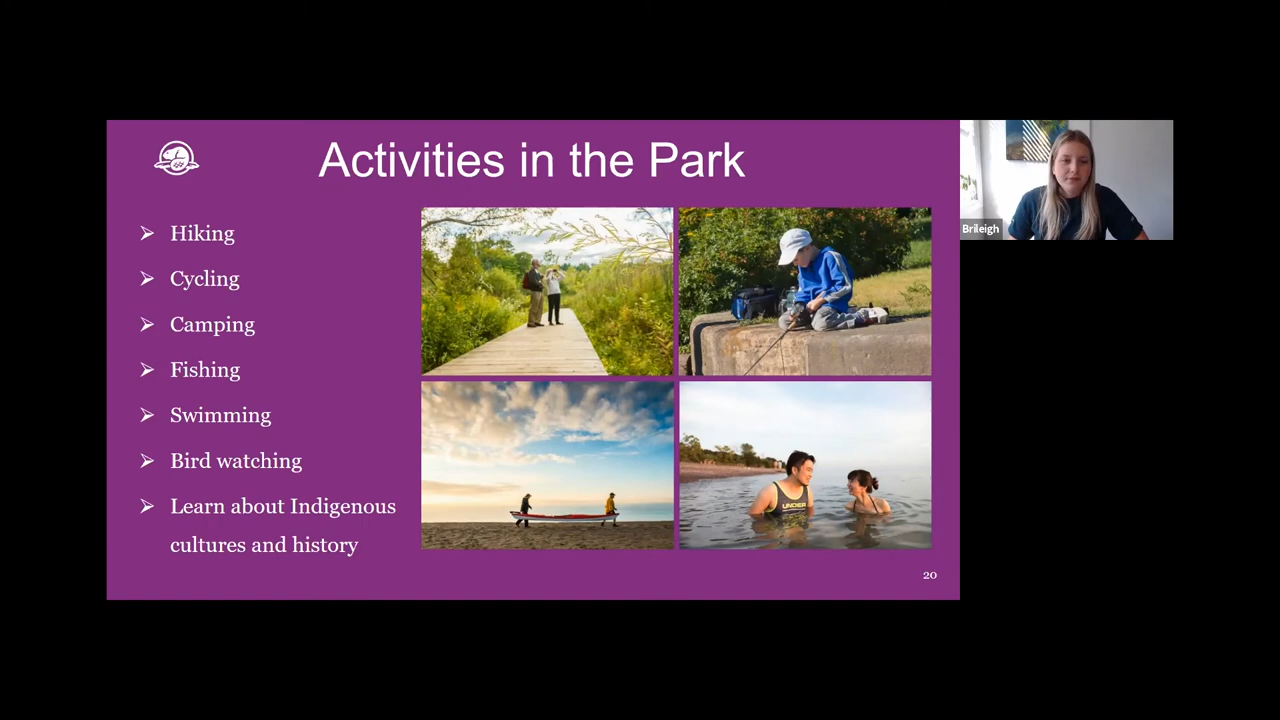 Activities in the Park
Hiking
Cycling
Camping
Fishing
Swimming
Bird watching
Learn about Indigenous
cultures and history
UNDER
20
Brileigh